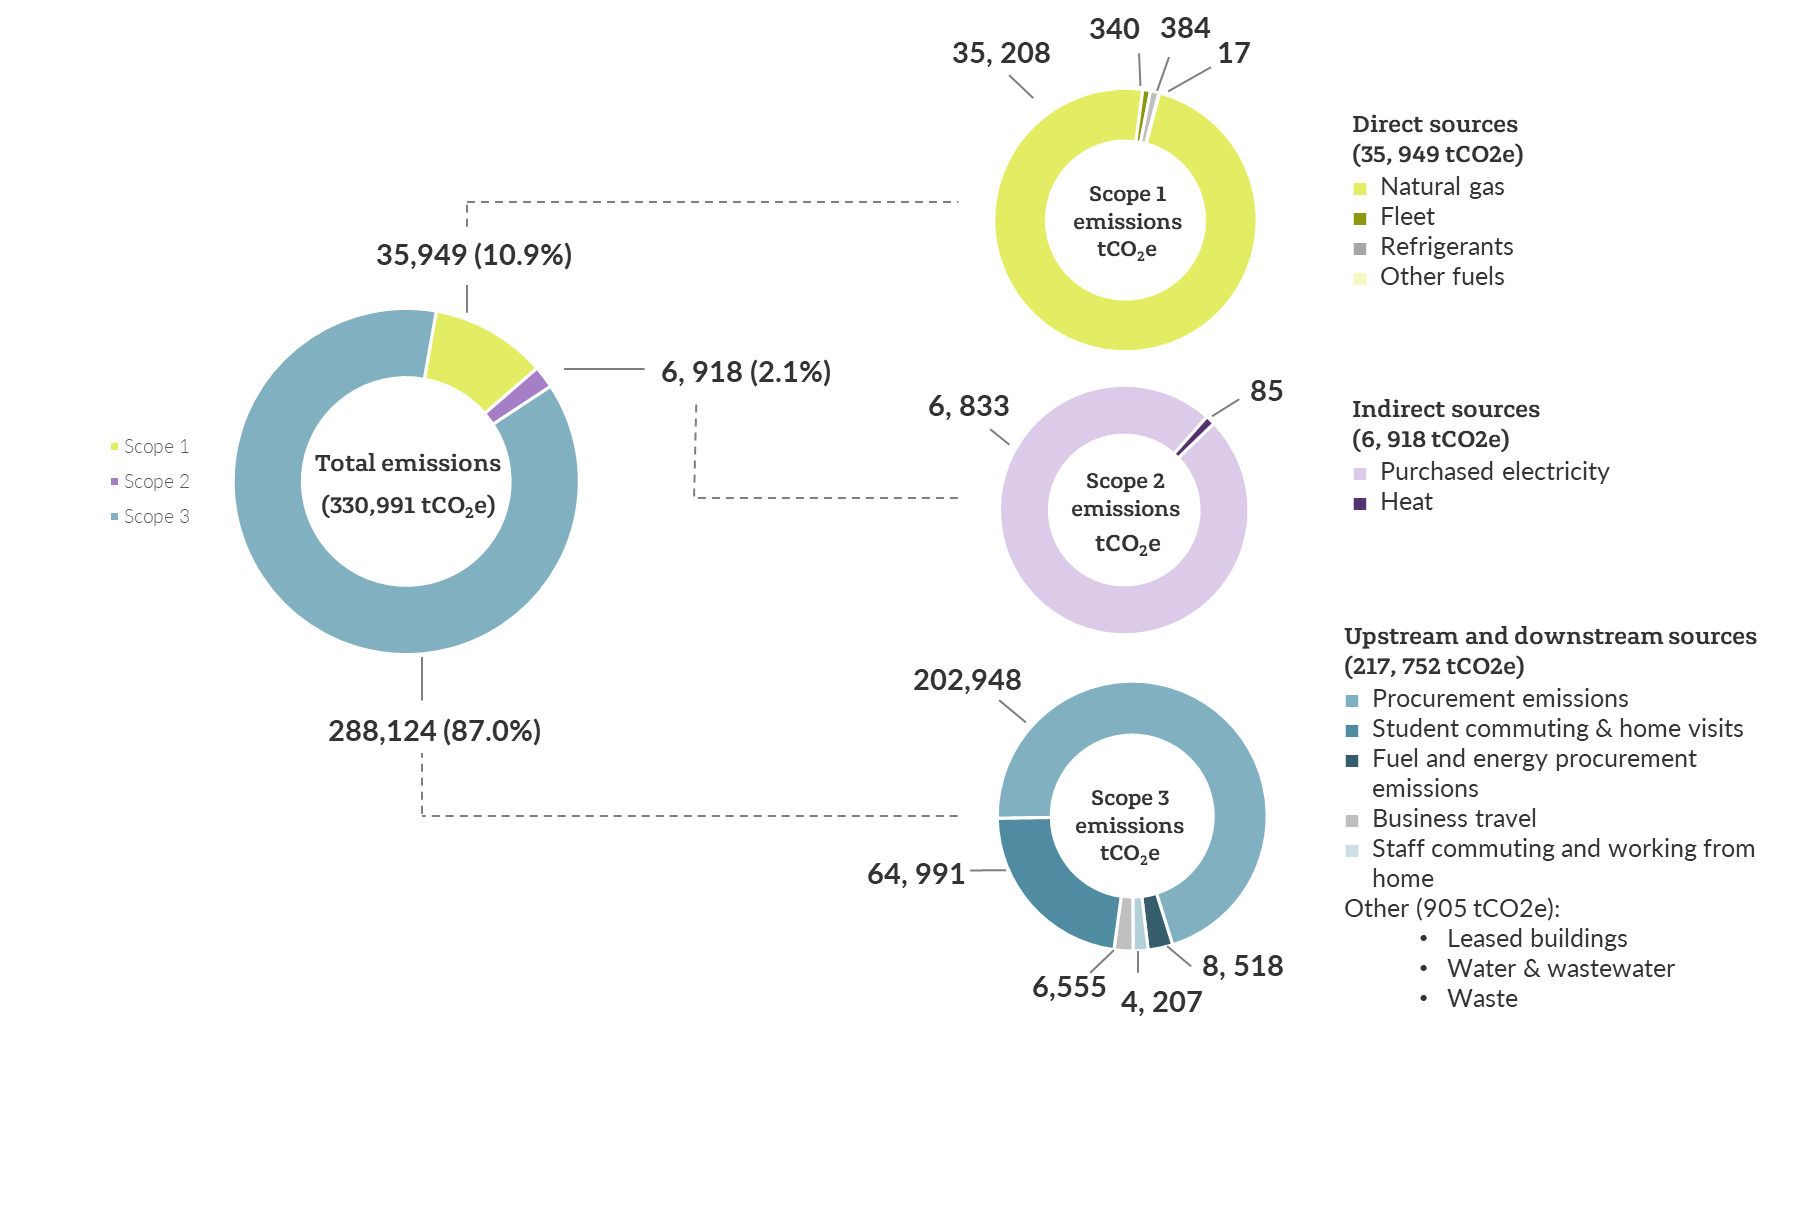 340 384
35, 208
17
Scope 1
emissions
tCO2e
Direct sources
(35, 949 tCO2e)
Natural gas
Fleet
Refrigerants
Other fuels
35,949 (10.9%)
6, 918 (2.1%)
Scope 1
Scope 2
Scope 3
Total emissions
(330,991 tCO2e)
288,124 (87.0%)
6, 833
85
Scope 2
emissions
tCO2e
Indirect sources
(6, 918 tCO2e)
Purchased electricity
Heat
202,948
Scope 3
emissions
tCO2e
64, 991
6,555
4, 207
8, 518
Upstream and downstream sources
(217, 752 tCO2e)
Procurement emissions
Student commuting & home visits
Fuel and energy procurement
emissions
Business travel
Staff commuting and working from
home
Other (905 tCO2e):
• Leased buildings
• Water & wastewater
• Waste